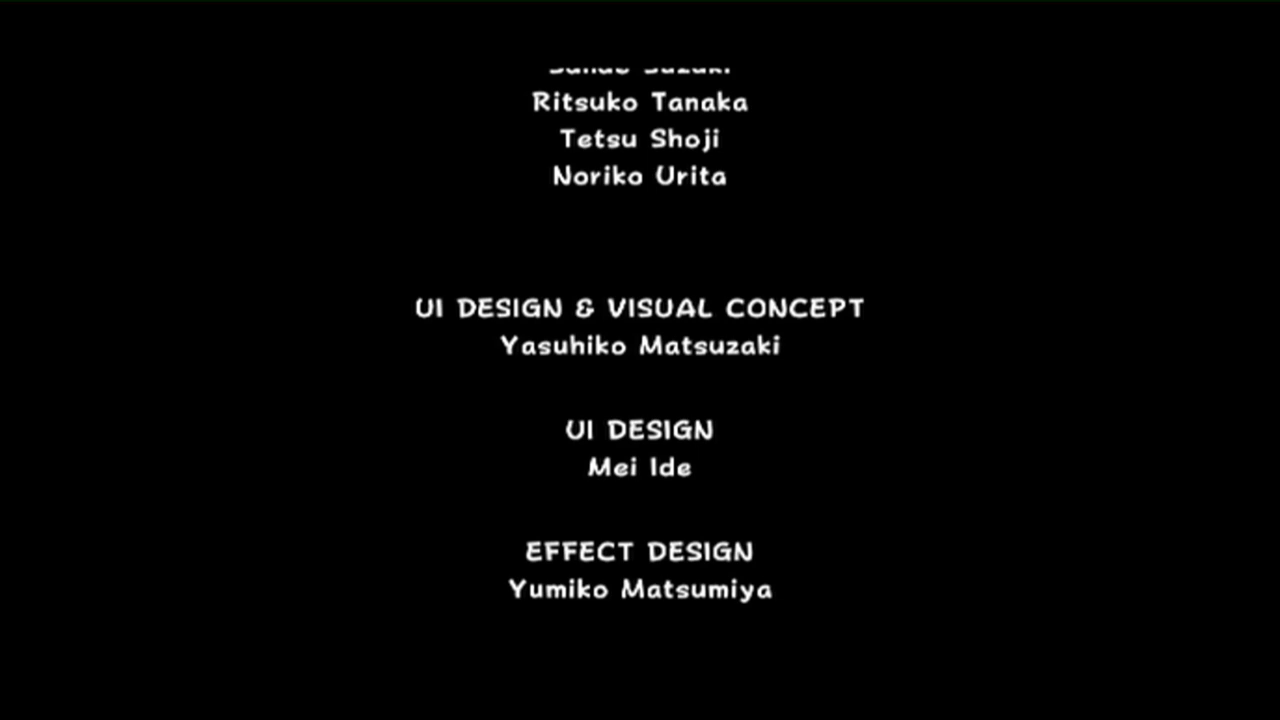 Suzuki
Ritsuko Tanaka
Tetsu Shoji
Noriko Urita
UI DESIGN & VISUAL CONCEPT
Yasuhiko Matsuzaki
UI DESIGN
Mei Ide
EFFECT DESIGN
Yumiko Matsumiya